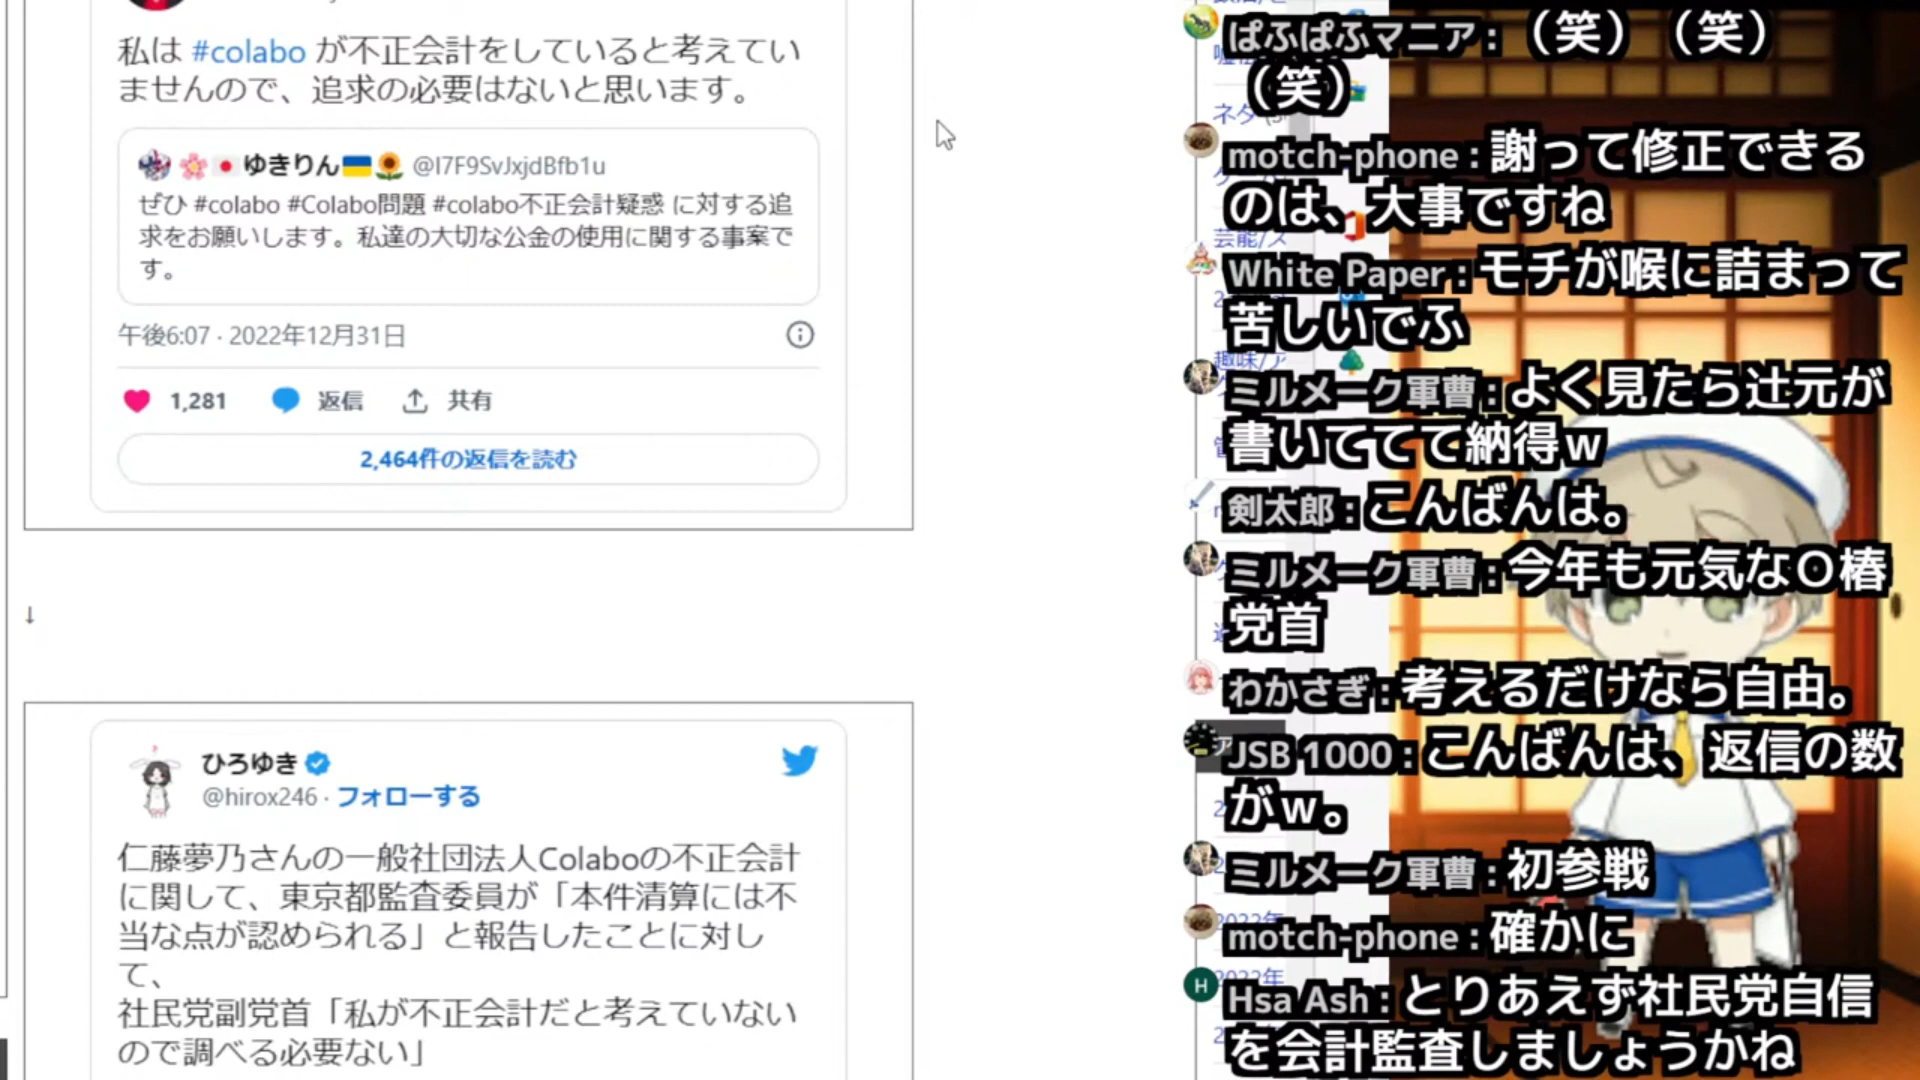 私は #colabo が不正会計をしていると考えてい
ませんので、追求の必要はないと思います。
ゆきりん @I7F9SvJxjdBfb1u
ぜひ #colabo #Colabo問題 #colabo不正会計疑惑 に対する追
求をお願いします。私達の大切な公金の使用に関する事案で
す。
午後6:07 · 2022年12月31日
1,281 返信 共有
2,464件の返信を読む
↓
ひろゆき
@hirox246 · フォローする
仁藤夢乃さんの一般社団法人Colaboの不正会計
に関して、東京都監査委員が「本件清算には不
当な点が認められる」と報告したことに対し
て、
社民党副党首「私が不正会計だと考えていない
ので調べる必要ない」
ぱふぱふマニア : （笑）（笑）
（笑）
motch-phone : 謝って修正できる
のは、大事ですね
White Paper : モチが喉に詰まって
苦しいでふ
ミルメーク軍曹 : よく見たら辻元が
書いててて納得ｗ
剣太郎 : こんばんは。
ミルメーク軍曹 : 今年も元気なＯ椿
党首
わかさぎ : 考えるだけなら自由。
JSB 1000 : こんばんは、返信の数
がｗ。
ミルメーク軍曹 : 初参戦
motch-phone : 確かに
H
Hsa Ash : とりあえず社民党自信
を会計監査しましょうかね
ネタ
芸能/ス
趣味/ア
2022年
2022年